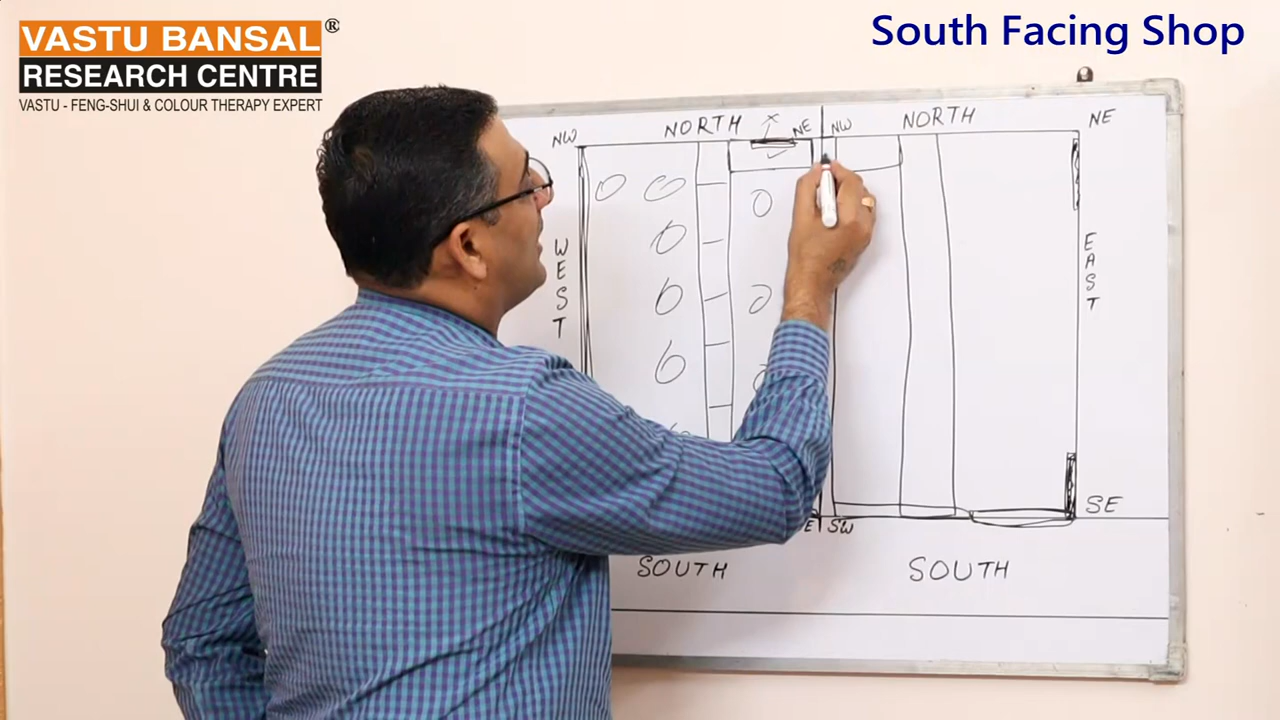 VASTU BANSAL®
RESEARCH CENTRE
VASTU - FENG-SHUI & COLOUR THERAPY EXPERT
South Facing Shop
NW NORTH X NE NW NORTH NE
WEST
EAST
SE
E SW
SOUTH SOUTH